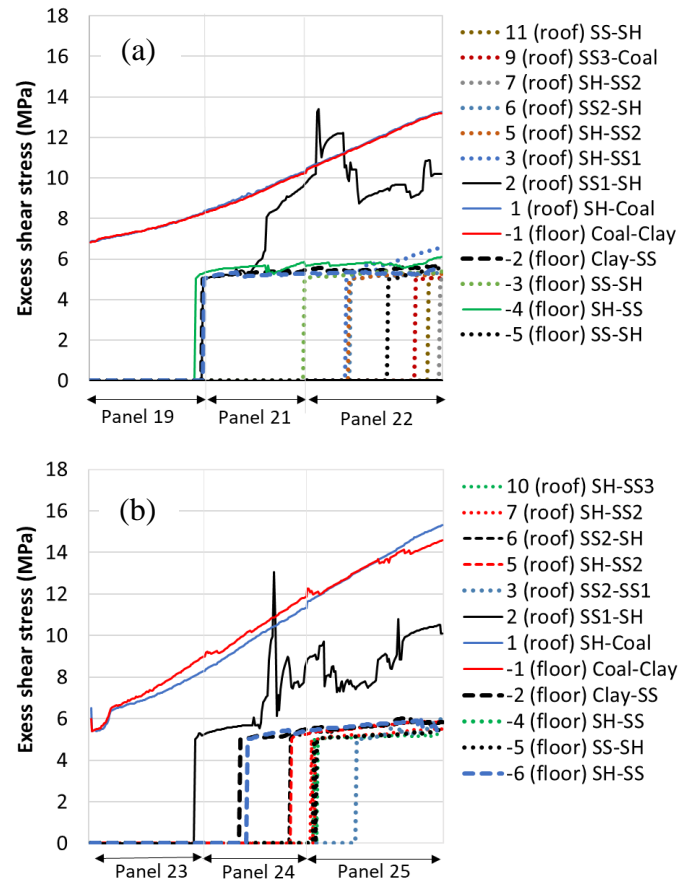 (a)
Excess shear stress (MPa)
18
16
14
12
10
8
6
4
2
0
Panel 19
Panel 21
Panel 22
11 (roof) SS-SH
9 (roof) SS3-Coal
7 (roof) SH-SS2
6 (roof) SS2-SH
5 (roof) SH-SS2
3 (roof) SH-SS1
2 (roof) SS1-SH
1 (roof) SH-Coal
-1 (floor) Coal-Clay
-2 (floor) Clay-SS
-3 (floor) SS-SH
-4 (floor) SH-SS
-5 (floor) SS-SH
(b)
Exess shear stress (MPa)
18
16
14
12
10
8
6
4
2
0
Panel 23
Panel 24
Panel 25
10 (roof) SH-SS3
7 (roof) SH-SS2
6 (roof) SS2-SH
5 (roof) SH-SS2
3 (roof) SS2-SS1
2 (roof) SS1-SH
1 (roof) SH-Coal
-1 (floor) Coal-Clay
-2 (floor) Clay-SS
-4 (floor) SH-SS
-5 (floor) SS-SH
-6 (floor) SH-SS